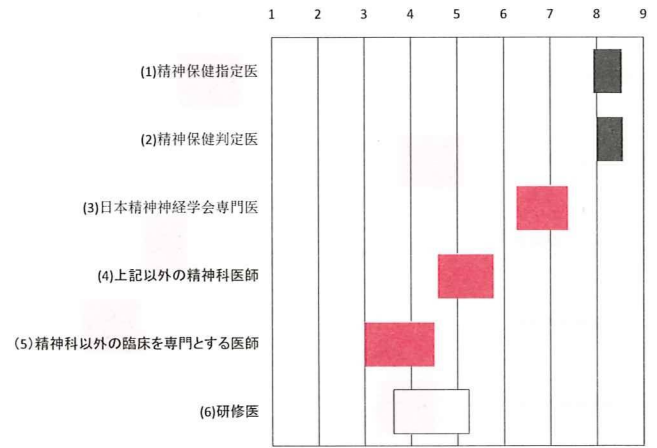 1 2 3 4 5 6 7 8 9
(1)精神保健指定医
(2)精神保健判定医
(3)日本精神神経学会専門医
(4)上記以外の精神科医師
(5)精神科以外の臨床を専門とする医師
(6)研修医